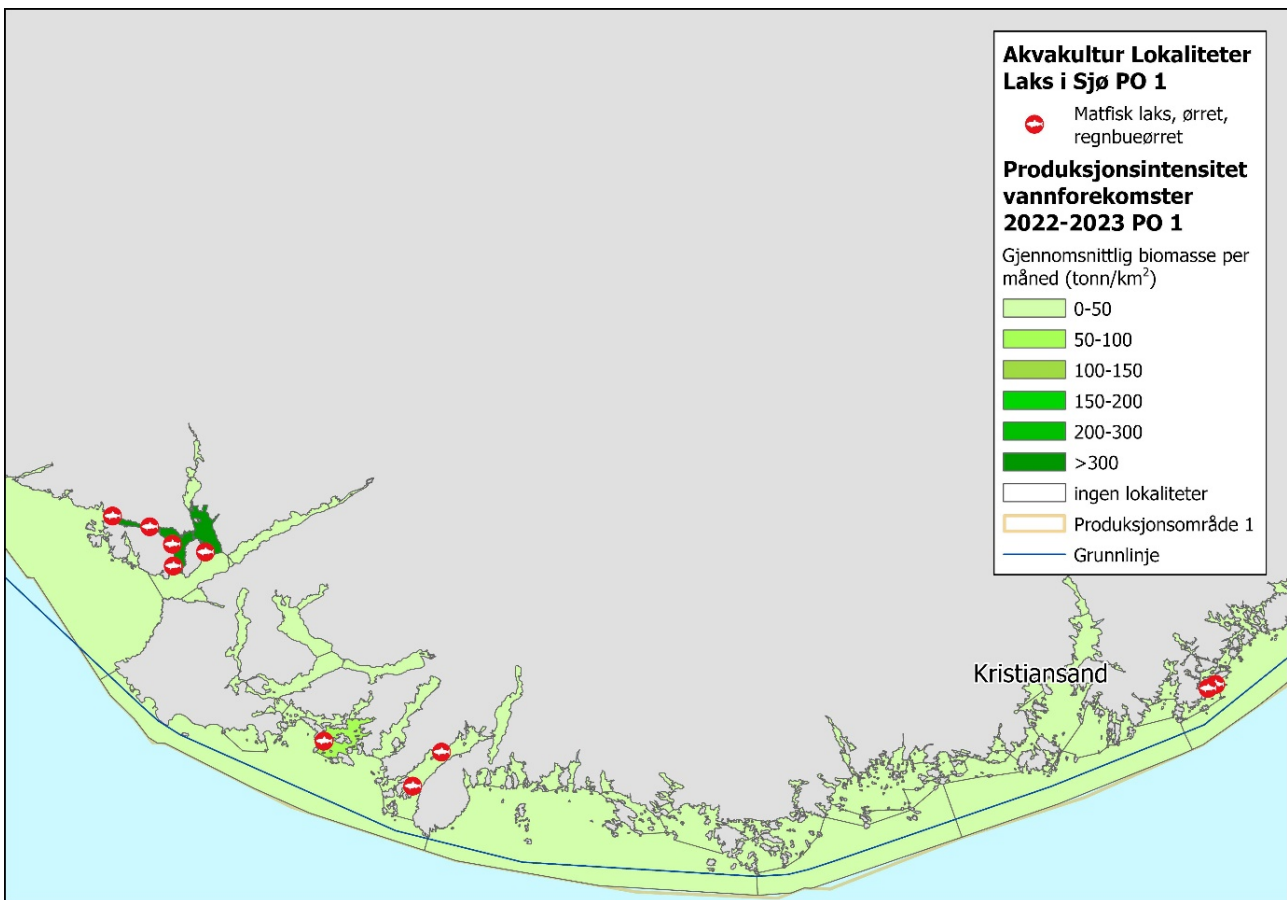 Akvakultur Lokaliteter
Laks i Sjø PO 1
Matfisk laks, ørret,
regnbueørret
Produksjonsintensitet
vannforekomster
2022-2023 PO 1
Gjennomsnittlig biomasse per
måned (tonn/km²)
0-50
50-100
100-150
150-200
200-300
>300
ingen lokaliteter
Produksjonsområde 1
Grunnlinje
Kristiansand